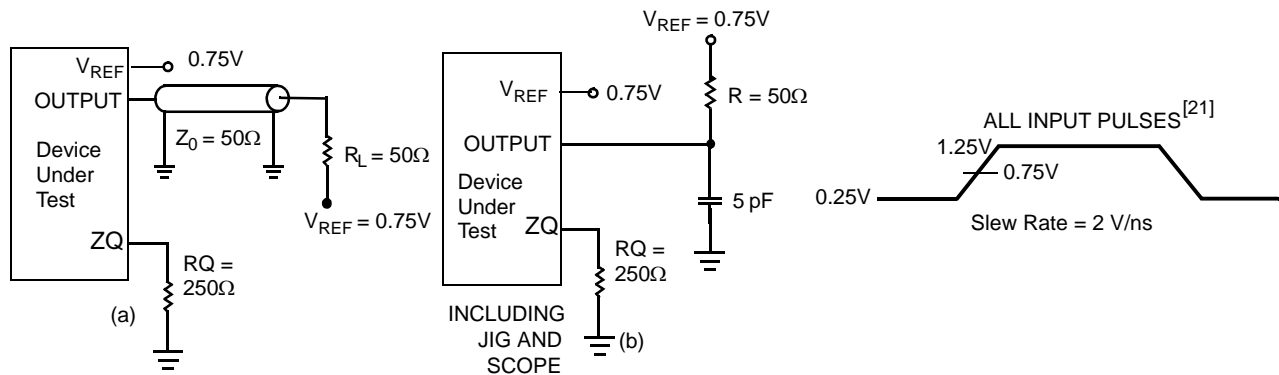 V_REF
0.75V
OUTPUT
Z_0 = 50Ω
Device
Under
Test
R_L = 50Ω
V_REF = 0.75V
ZQ
RQ =
250Ω
(a)
V_REF = 0.75V
R = 50Ω
V_REF
0.75V
OUTPUT
Device
Under
Test
5 pF
ZQ
RQ =
250Ω
INCLUDING
JIG AND
SCOPE
(b)
ALL INPUT PULSES[21]
1.25V
0.75V
0.25V
Slew Rate = 2 V/ns